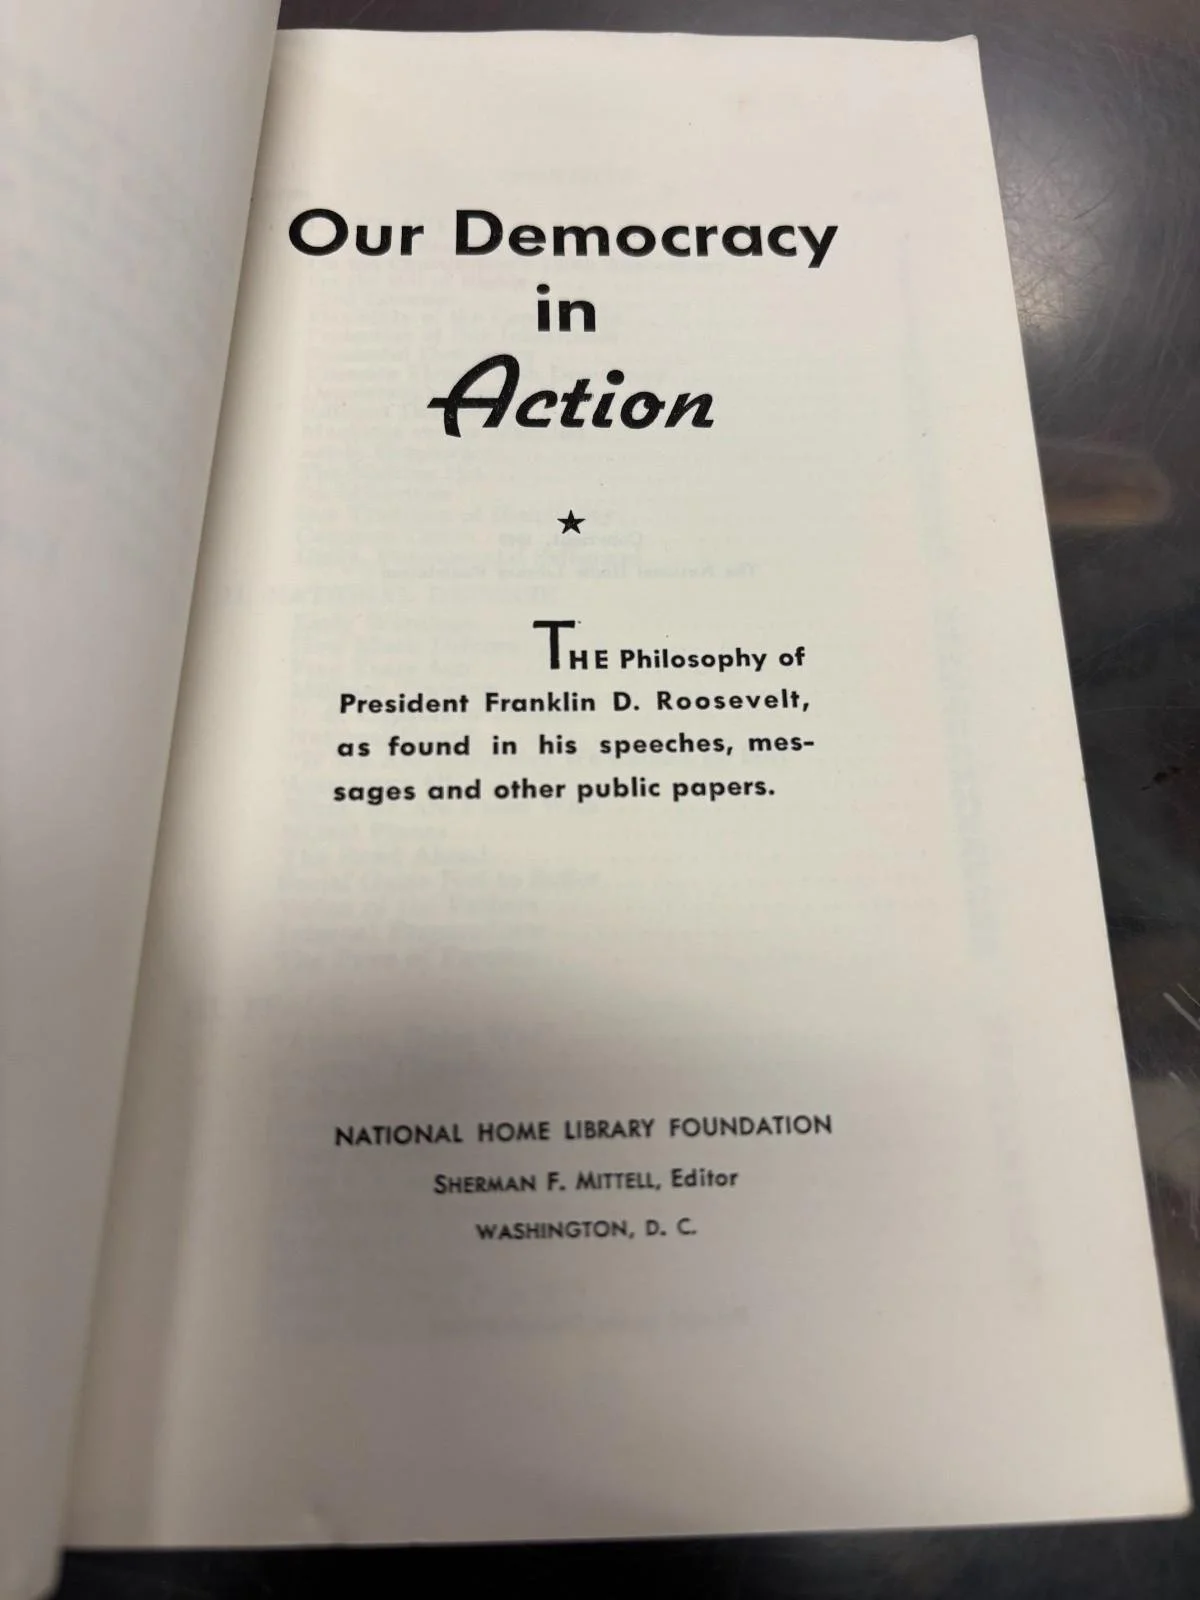 Our Democracy
in
Action
★
THE Philosophy of
President Franklin D. Roosevelt,
as found in his speeches, mes-
sages and other public papers.
NATIONAL HOME LIBRARY FOUNDATION
SHERMAN F. MITTELL, Editor
WASHINGTON, D. C.